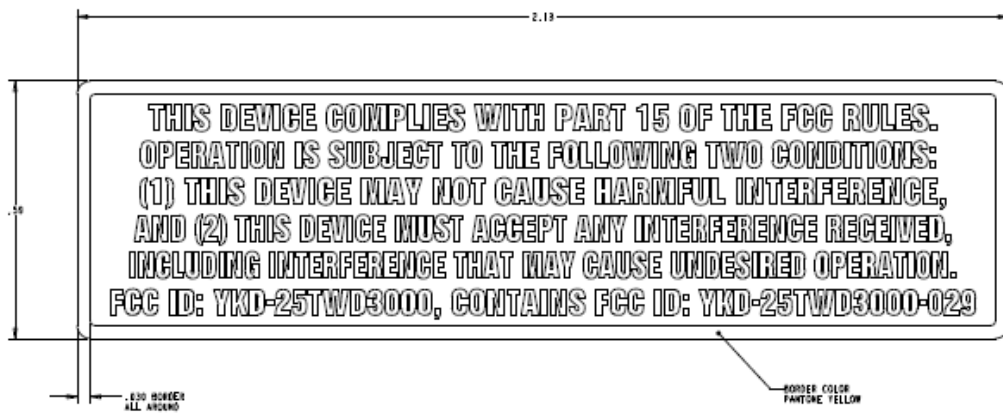 2.13
THIS DEVICE COMPLIES WITH PART 15 OF THE FCC RULES.
OPERATION IS SUBJECT TO THE FOLLOWING TWO CONDITIONS:
(1) THIS DEVICE MAY NOT CAUSE HARMFUL INTERFERENCE,
.59
AND (2) THIS DEVICE MUST ACCEPT ANY INTERFERENCE RECEIVED,
INCLUDING INTERFERENCE THAT MAY CAUSE UNDESIRED OPERATION.
FCC ID: YKD-25TWD3000, CONTAINS FCC ID: YKD-25TWD3000-029
.030 BORDER
ALL AROUND
BORDER COLOR
PANTONE YELLOW